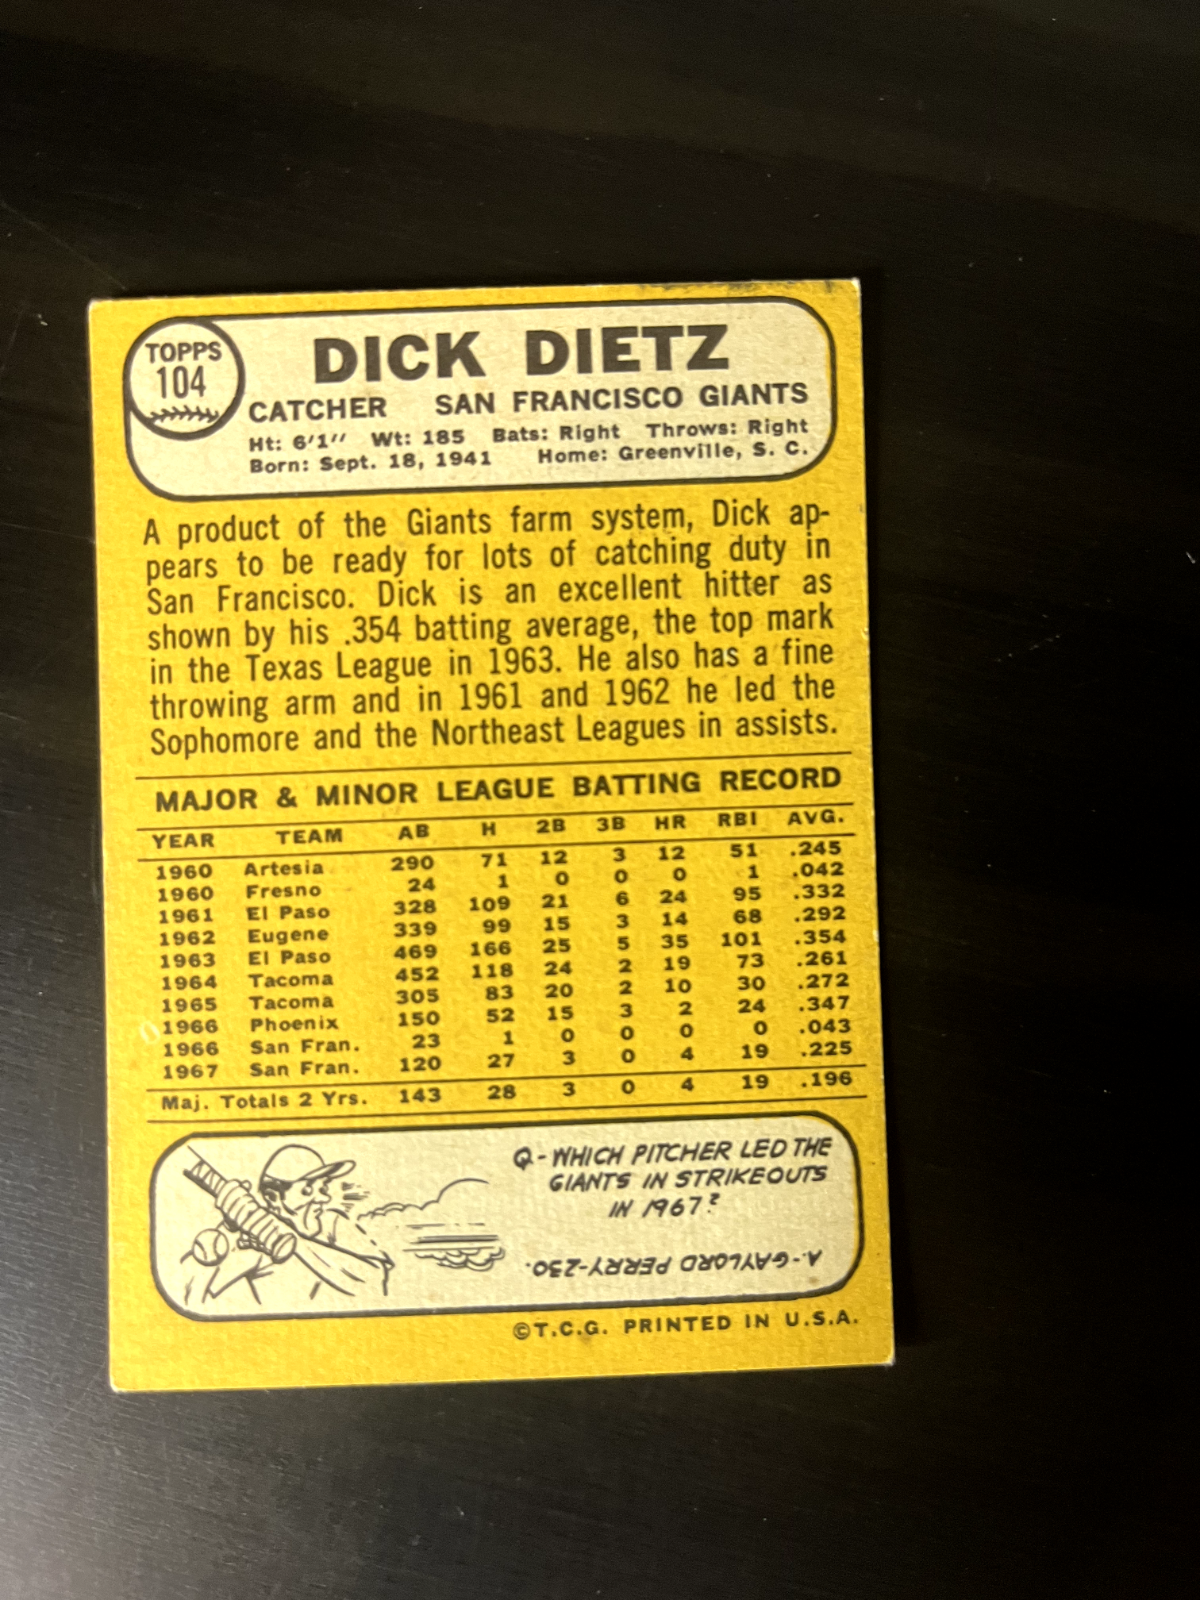 TOPPS
104
DICK DIETZ
CATCHER SAN FRANCISCO GIANTS
Ht: 6'1" Wt: 185 Bats: Right Throws: Right
Born: Sept. 18, 1941 Home: Greenville, S. C.
A product of the Giants farm system, Dick ap-
pears to be ready for lots of catching duty in
San Francisco. Dick is an excellent hitter as
shown by his .354 batting average, the top mark
in the Texas League in 1963. He also has a fine
throwing arm and in 1961 and 1962 he led the
Sophomore and the Northeast Leagues in assists.
MAJOR & MINOR LEAGUE BATTING RECORD
YEAR TEAM AB H 2B 3B HR RBI AVG.
1960 Artesia 290 71 12 3 12 51 .245
1960 Fresno 24 1 0 0 0 1 .042
1961 El Paso 328 109 21 6 24 95 .332
1962 Eugene 339 99 15 3 14 68 .292
1963 El Paso 469 166 25 5 35 101 .354
1964 Tacoma 452 118 24 2 19 73 .261
1965 Tacoma 305 83 20 2 10 30 .272
1966 Phoenix 150 52 15 3 2 24 .347
1966 San Fran. 23 1 0 0 0 0 .043
1967 San Fran. 120 27 3 0 4 19 .225
Maj. Totals 2 Yrs. 143 28 3 0 4 19 .196
Q-WHICH PITCHER LED THE
GIANTS IN STRIKEOUTS
IN 1967?
A-GAYLORD PERRY-230.
©T.C.G. PRINTED IN U.S.A.